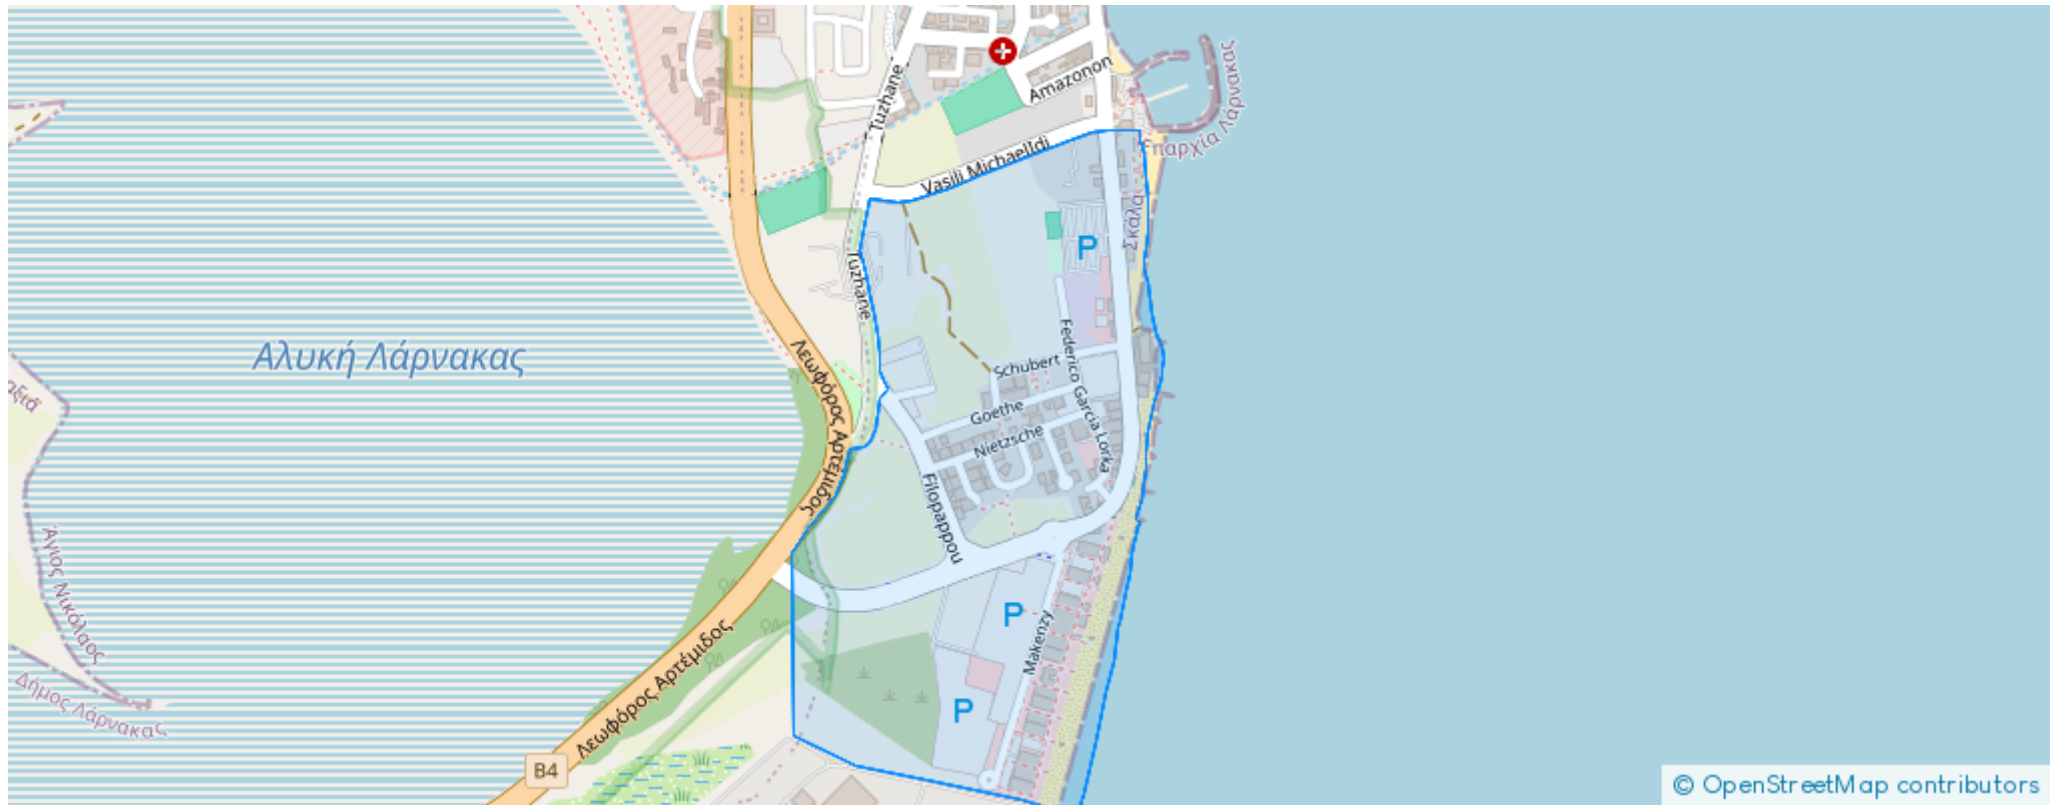 Επαρχία Λάρνακας
Tuzhane
Amazonon
Vasili Michaelidi
Σκάλα
P
Tuzhane
Αλυκή Λάρνακας
Λεωφόρος Αρτέμιδος
Schubert
Federico Garcia Lorka
Goethe
Nietzsche
Filopappou
Άγιος Νικόλαος
Δήμος Λάρνακας
P
Makenzy
Λεωφόρος Αρτέμιδος
P
B4
© OpenStreetMap contributors